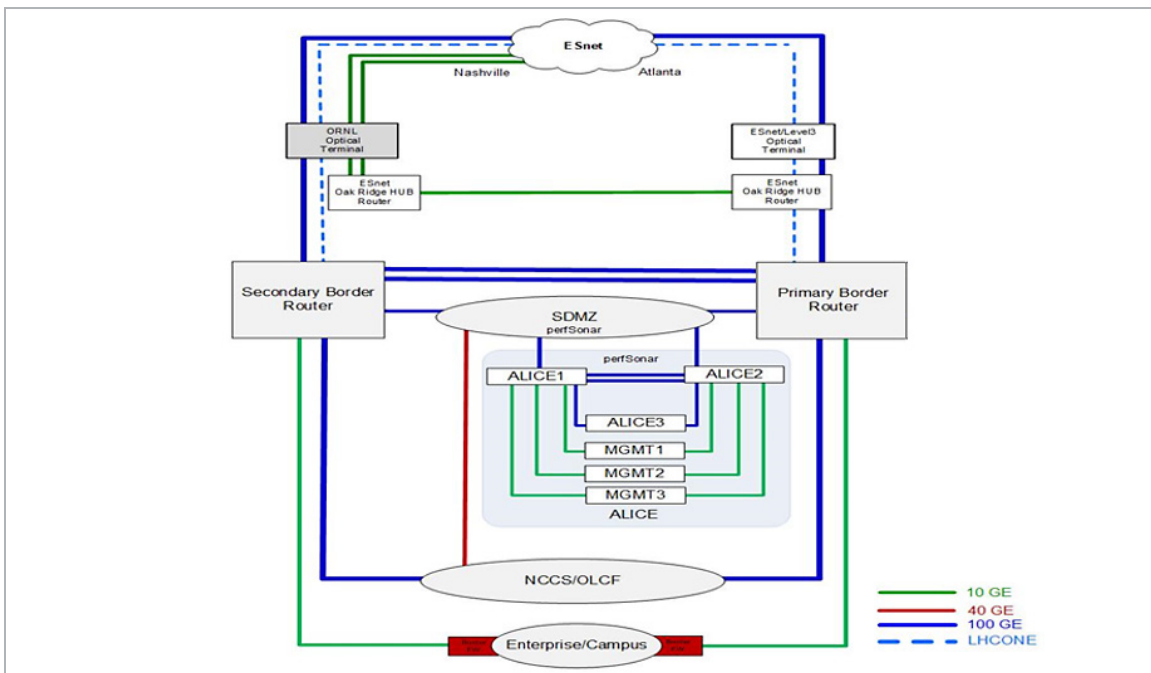 ESnet
Nashville
Atlanta
ORNL
Optical
Terminal
ESnet/Level3
Optical
Terminal
ESnet
Oak Ridge HUB
Router
ESnet
Oak Ridge HUB
Router
Secondary Border
Router
Primary Border
Router
SDMZ
perfSonar
perfSonar
ALICE1
ALICE2
ALICE3
MGMT1
MGMT2
MGMT3
ALICE
NCCS/OLCF
Enterprise/Campus
10 GE
40 GE
100 GE
LHCONE